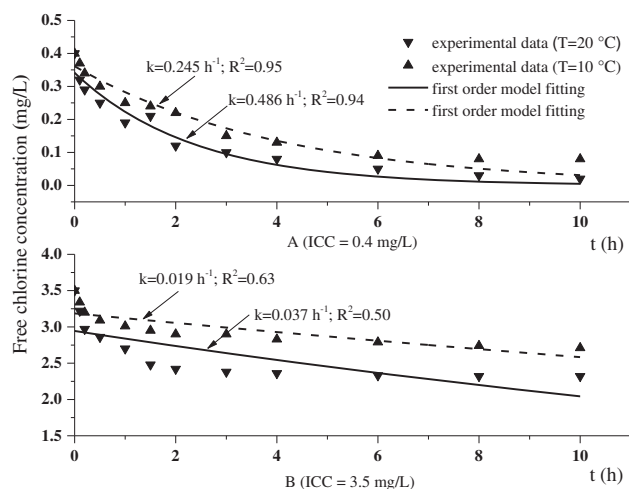 Free chlorine concentration (mg/L)
0.5
0.4
0.3
0.2
0.1
0.0
k=0.245 h⁻¹; R²=0.95
k=0.486 h⁻¹; R²=0.94
experimental data (T=20 °C)
experimental data (T=10 °C)
first order model fitting
first order model fitting
0 2 4 6 8 10
A (ICC = 0.4 mg/L)
t (h)
4.0
3.5
3.0
2.5
2.0
1.5
k=0.019 h⁻¹; R²=0.63
k=0.037 h⁻¹; R²=0.50
0 2 4 6 8 10
B (ICC = 3.5 mg/L)
t (h)